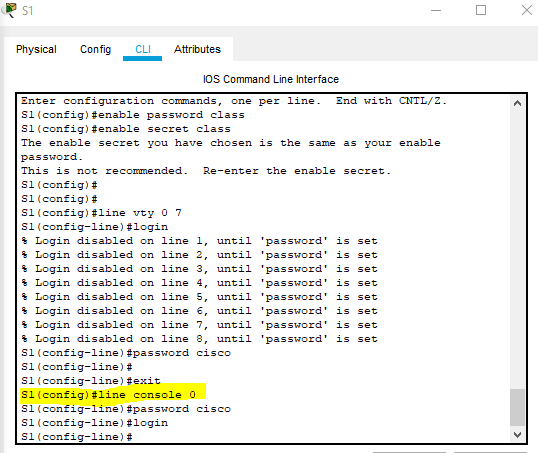 S1
Physical Config CLI Attributes
IOS Command Line Interface
Enter configuration commands, one per line. End with CNTL/Z.
S1(config)#enable password class
S1(config)#enable secret class
The enable secret you have chosen is the same as your enable
password.
This is not recommended. Re-enter the enable secret.
S1(config)#
S1(config)#
S1(config)#line vty 0 7
S1(config-line)#login
% Login disabled on line 1, until 'password' is set
% Login disabled on line 2, until 'password' is set
% Login disabled on line 3, until 'password' is set
% Login disabled on line 4, until 'password' is set
% Login disabled on line 5, until 'password' is set
% Login disabled on line 6, until 'password' is set
% Login disabled on line 7, until 'password' is set
% Login disabled on line 8, until 'password' is set
S1(config-line)#password cisco
S1(config-line)#
S1(config-line)#exit
S1(config)#line console 0
S1(config-line)#password cisco
S1(config-line)#login
S1(config-line)#